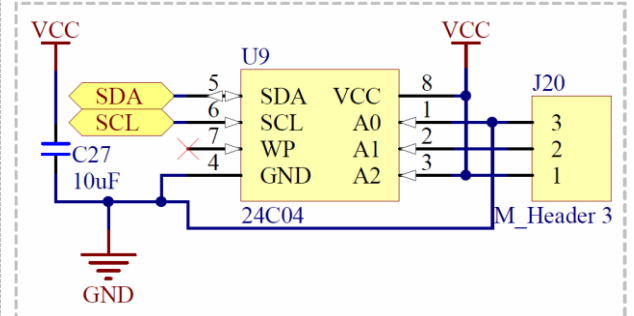 VCC
VCC
U9
J20
SDA
5
SDA
VCC
8
SCL
6
SCL
A0
1
3
7
WP
A1
2
2
C27
4
GND
A2
3
1
10uF
24C04
M_Header 3
GND